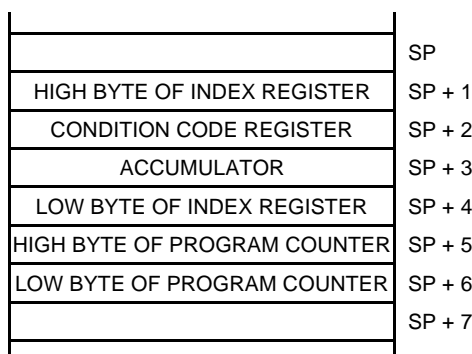 SP
HIGH BYTE OF INDEX REGISTER SP + 1
CONDITION CODE REGISTER SP + 2
ACCUMULATOR SP + 3
LOW BYTE OF INDEX REGISTER SP + 4
HIGH BYTE OF PROGRAM COUNTER SP + 5
LOW BYTE OF PROGRAM COUNTER SP + 6
SP + 7